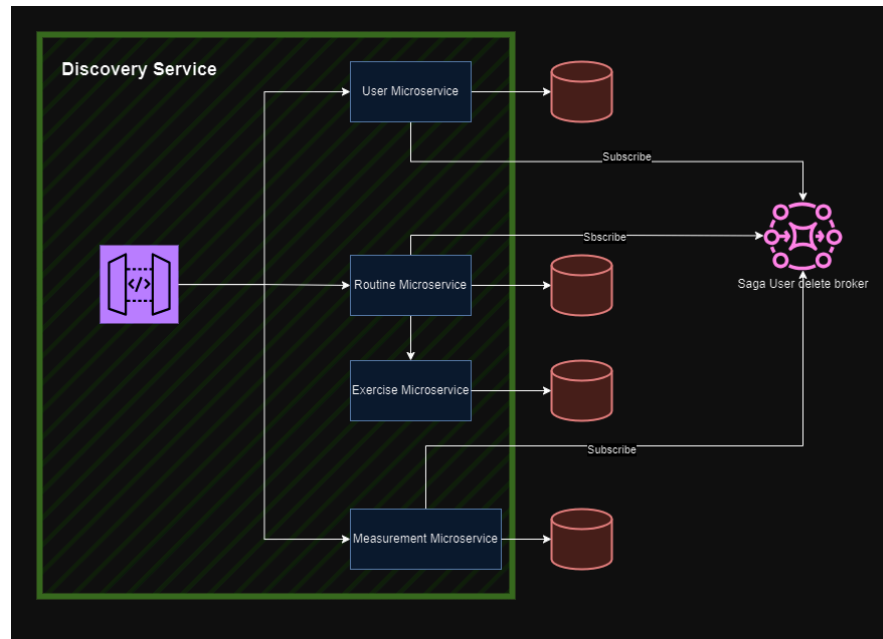 Discovery Service
User Microservice
Subscribe
Sbscribe
Routine Microservice
Saga User delete broker
</>
Exercise Microservice
Subscribe
Measurement Microservice